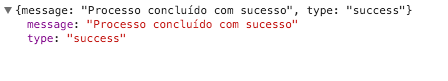 ▼{message: "Processo concluído com sucesso", type: "success"}
message: "Processo concluído com sucesso"
type: "success"